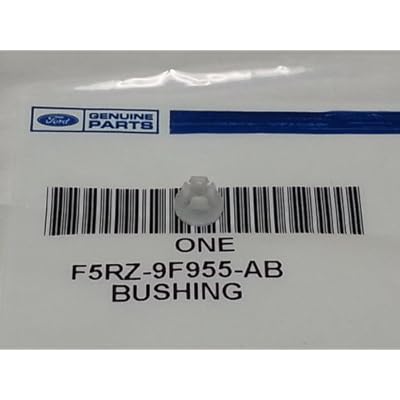 Ford
GENUINE
PARTS
ONE
F5RZ-9F955-AB
BUSHING